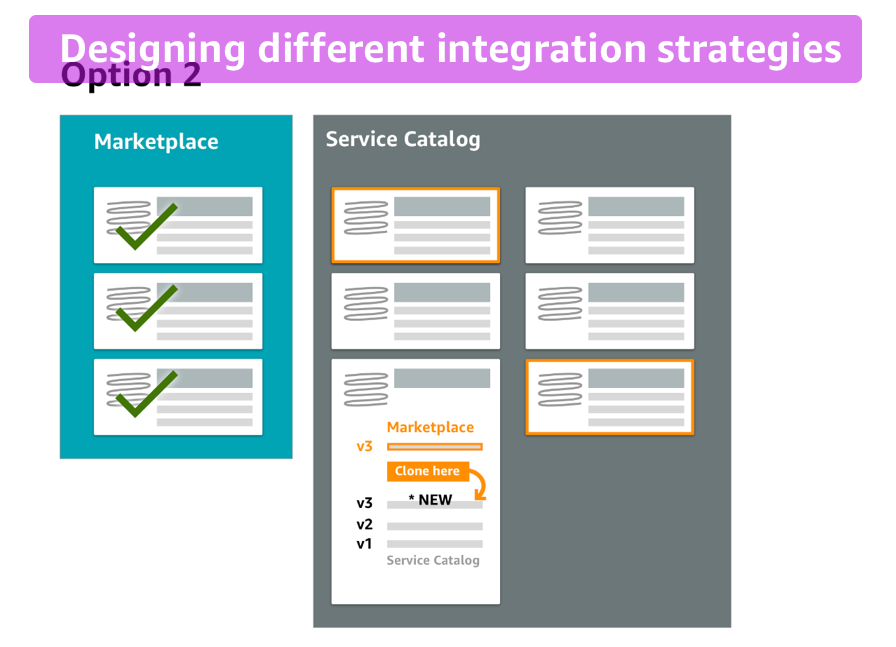 Designing different integration strategies
Option 2
Marketplace
Service Catalog
Marketplace
v3
Clone here
* NEW
v3
v2
v1
Service Catalog